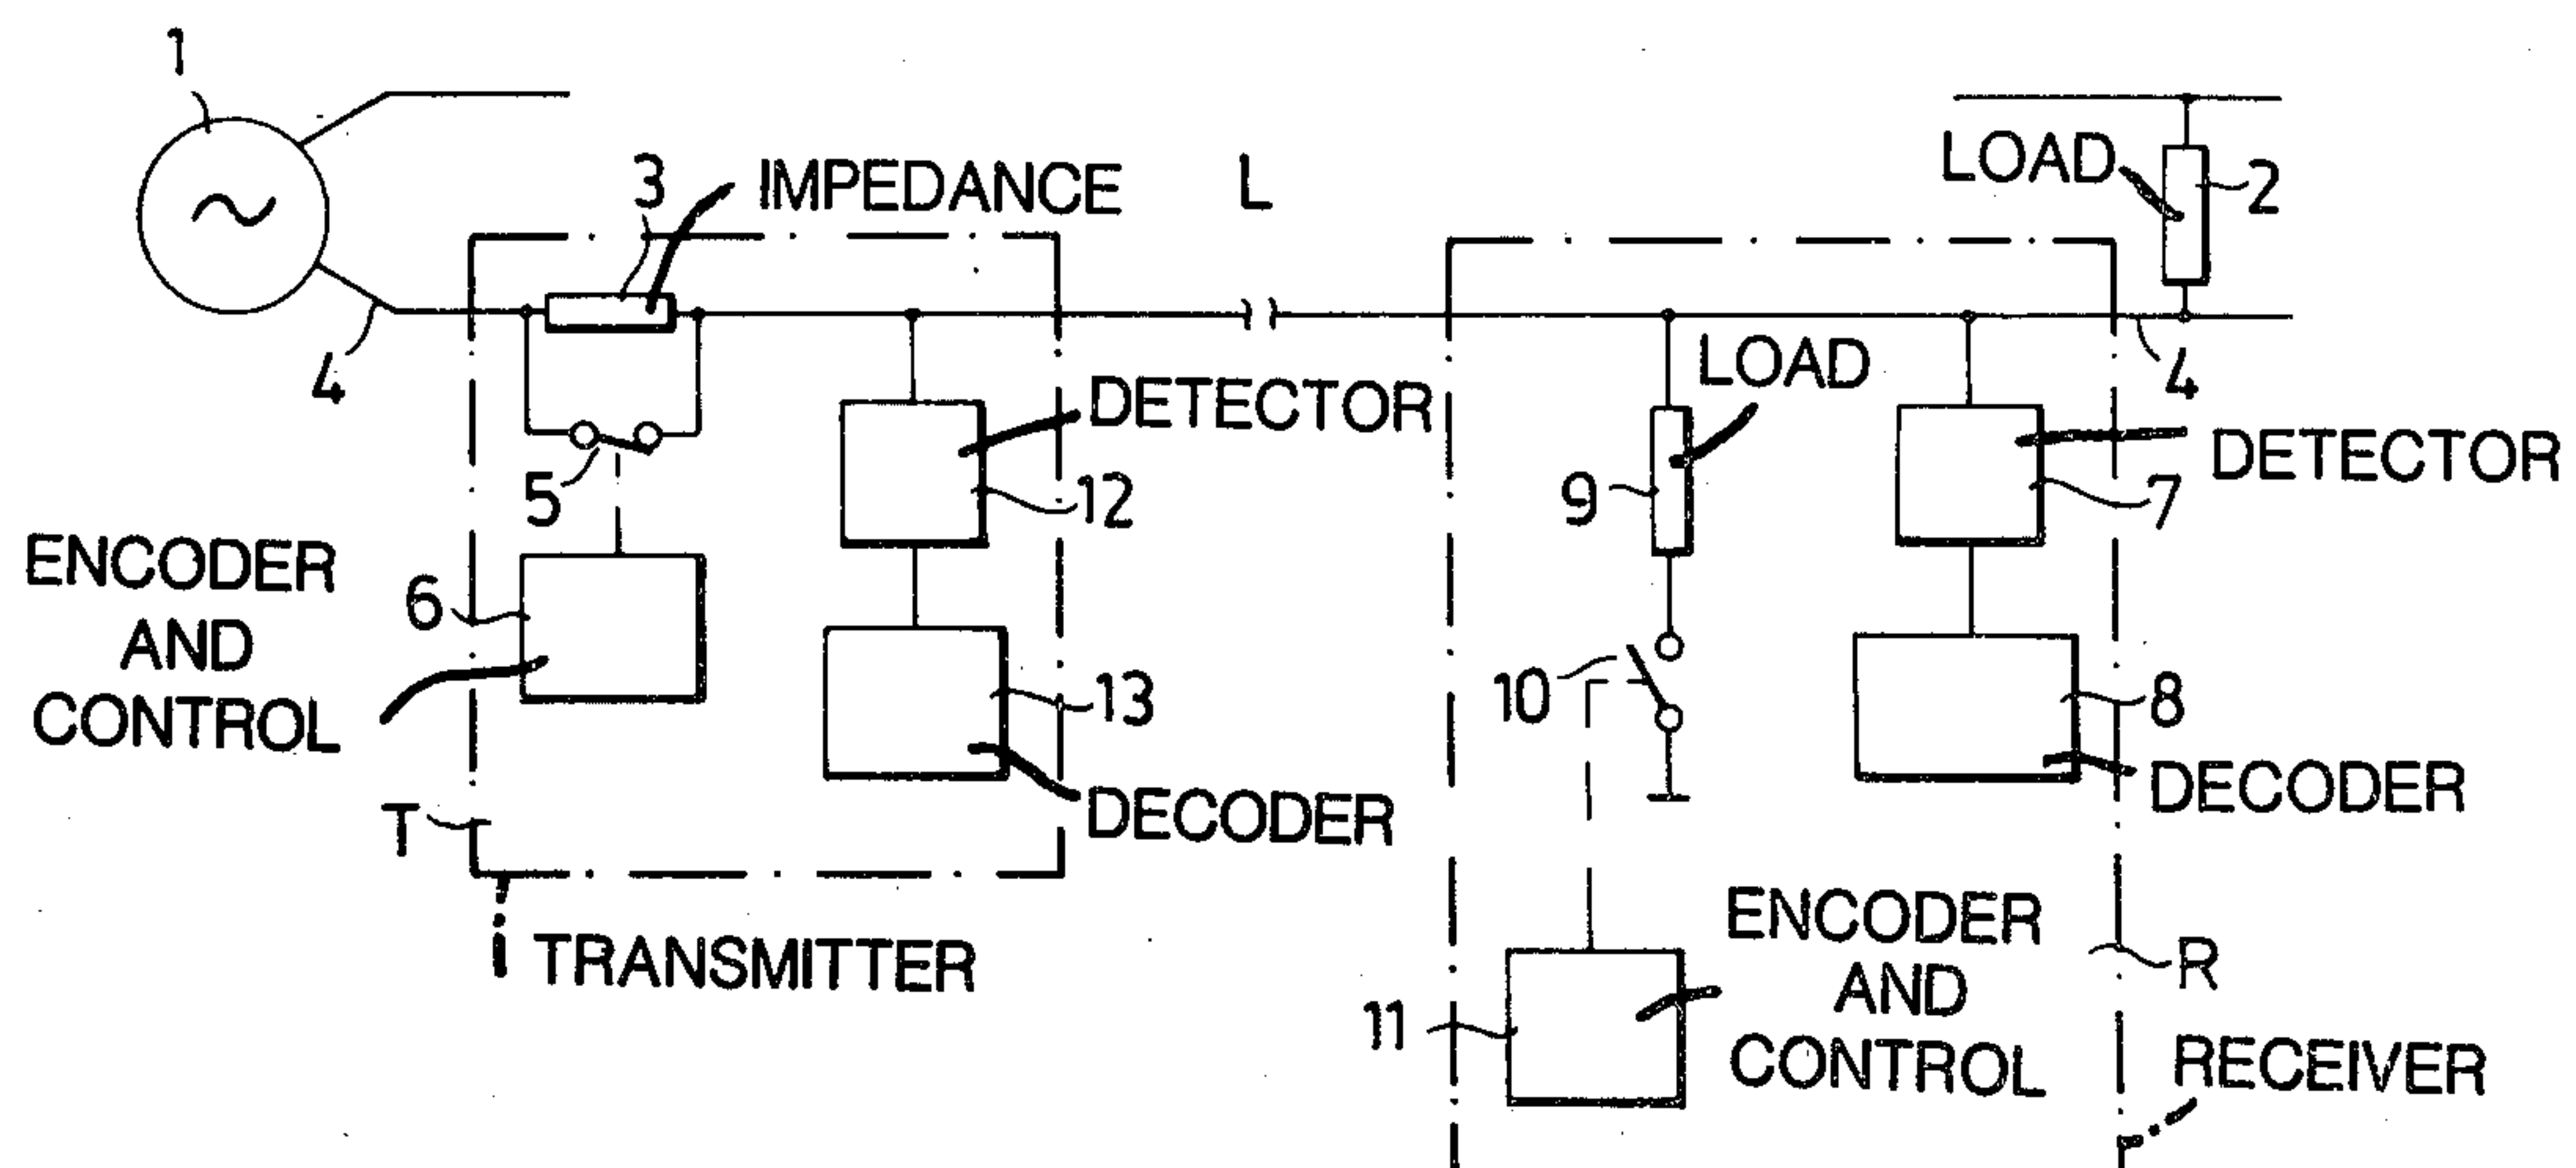 1
3
IMPEDANCE
L
LOAD
2
4
5
DETECTOR
12
ENCODER
AND
CONTROL
6
13
DECODER
T
TRANSMITTER
LOAD
9
10
4
DETECTOR
7
8
DECODER
11
ENCODER
AND
CONTROL
R
RECEIVER